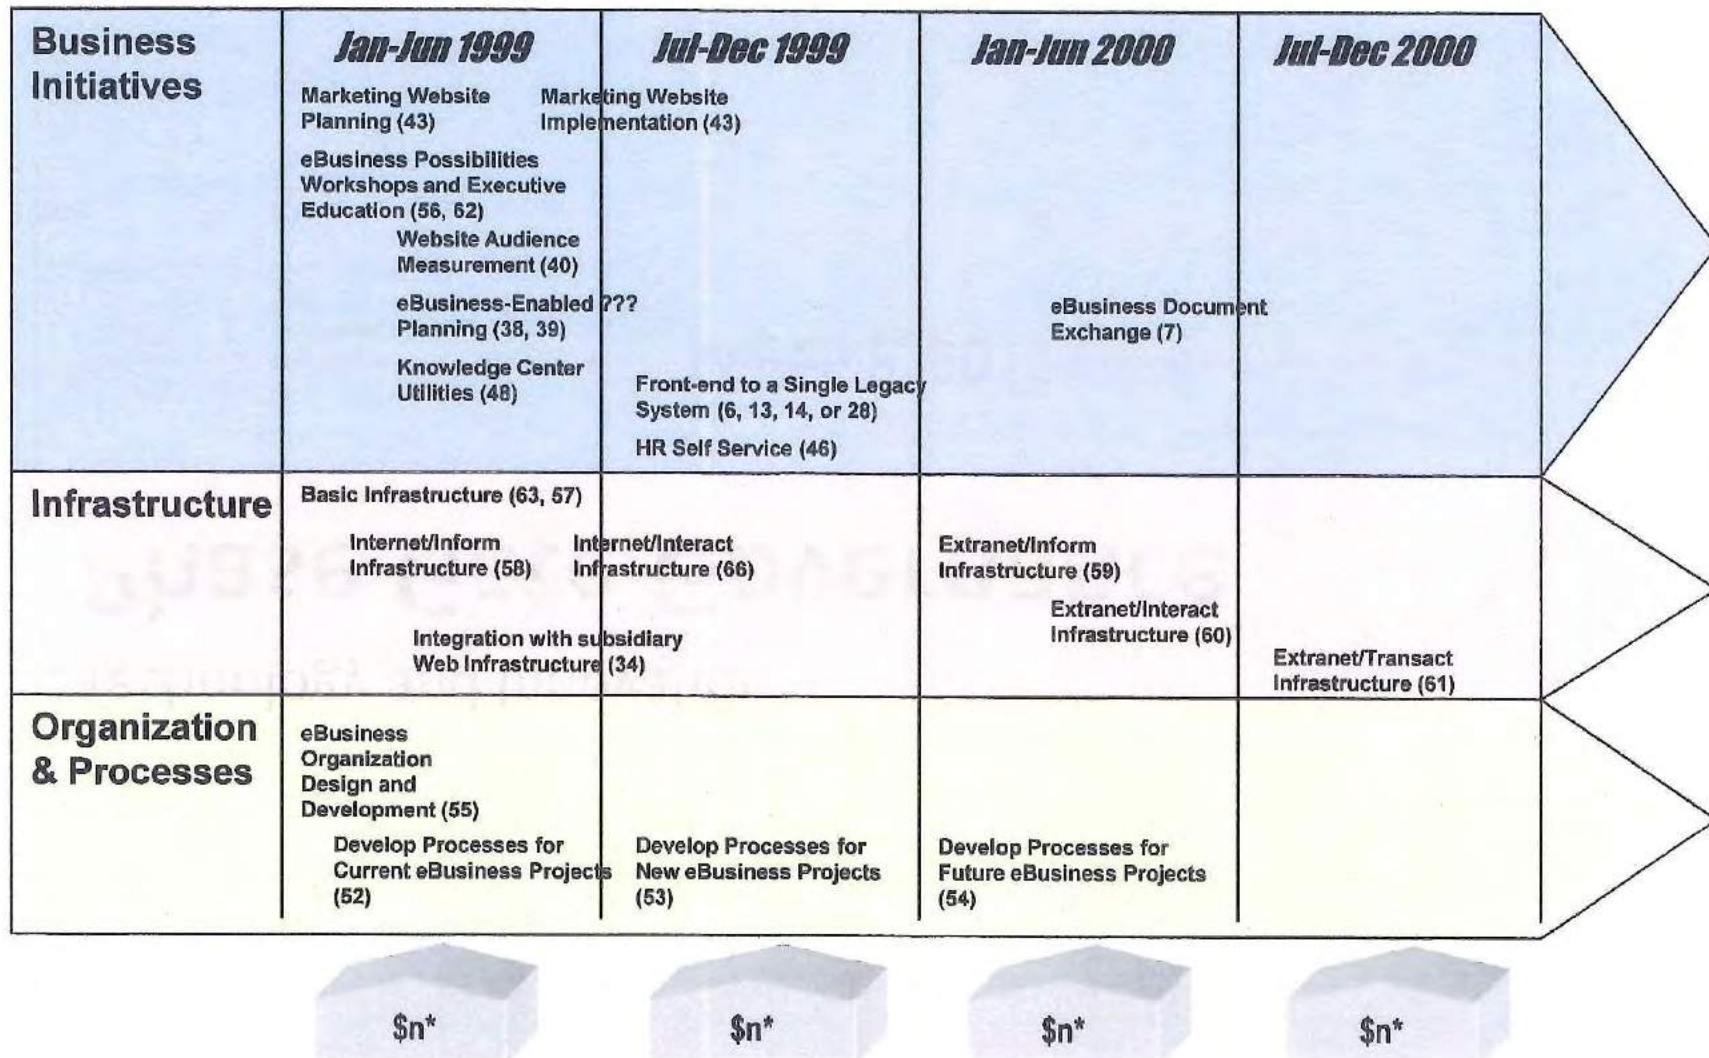 Business
Initiatives
Jan-Jun 1999
Jul-Dec 1999
Jan-Jun 2000
Jul-Dec 2000
Marketing Website
Planning (43)
Marketing Website
Implementation (43)
eBusiness Possibilities
Workshops and Executive
Education (56, 62)
Website Audience
Measurement (40)
eBusiness-Enabled ???
Planning (38, 39)
Knowledge Center
Utilities (48)
Front-end to a Single Legacy
System (6, 13, 14, or 28)
HR Self Service (46)
eBusiness Document
Exchange (7)
Infrastructure
Basic Infrastructure (63, 57)
Internet/Inform
Infrastructure (58)
Internet/Interact
Infrastructure (66)
Integration with subsidiary
Web Infrastructure (34)
Extranet/Inform
Infrastructure (59)
Extranet/Interact
Infrastructure (60)
Extranet/Transact
Infrastructure (61)
Organization
& Processes
eBusiness
Organization
Design and
Development (55)
Develop Processes for
Current eBusiness Projects
(52)
Develop Processes for
New eBusiness Projects
(53)
Develop Processes for
Future eBusiness Projects
(54)
$n*
$n*
$n*
$n*